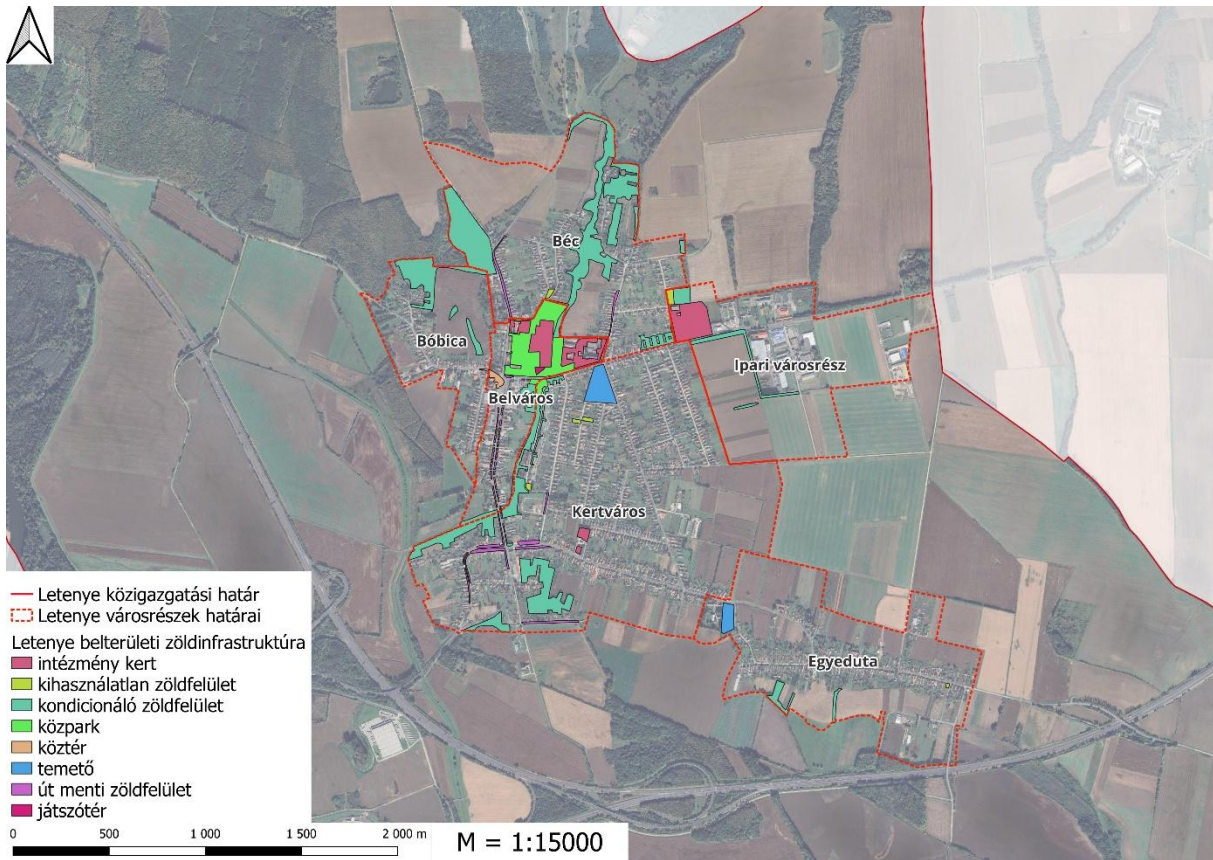 Béc
Bóbica
Ipari városrész
Belváros
Kertváros
Egyeduta
Letenye közigazgatási határ
Letenye városrészek határai
Letenye belterületi zöldinfrastruktúra
intézmény kert
kihasználatlan zöldfelület
kondicionáló zöldfelület
közpark
köztér
temető
út menti zöldfelület
játszótér
0 500 1 000 1 500 2 000 m
M = 1:15000